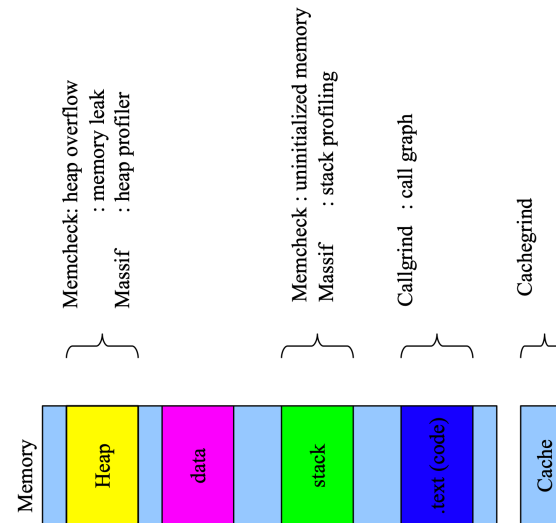 Memory
Heap
Memcheck: heap overflow
: memory leak
Massif : heap profiler
data
stack
Memcheck : uninitialized memory
Massif : stack profiling
.text (code)
Callgrind : call graph
Cache
Cachegrind